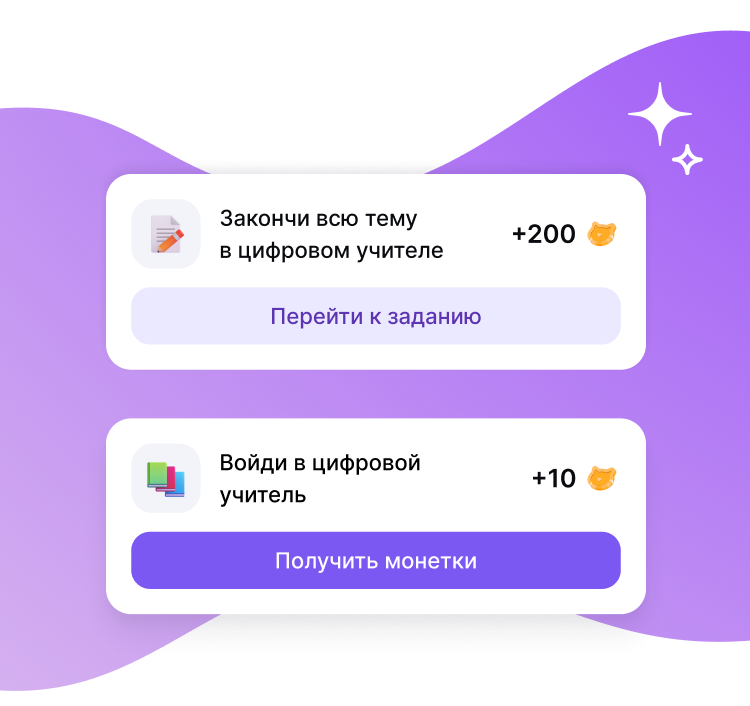 Закончи всю тему
в цифровом учителе
+200
Перейти к заданию
Войди в цифровой
учитель
+10
Получить монетки